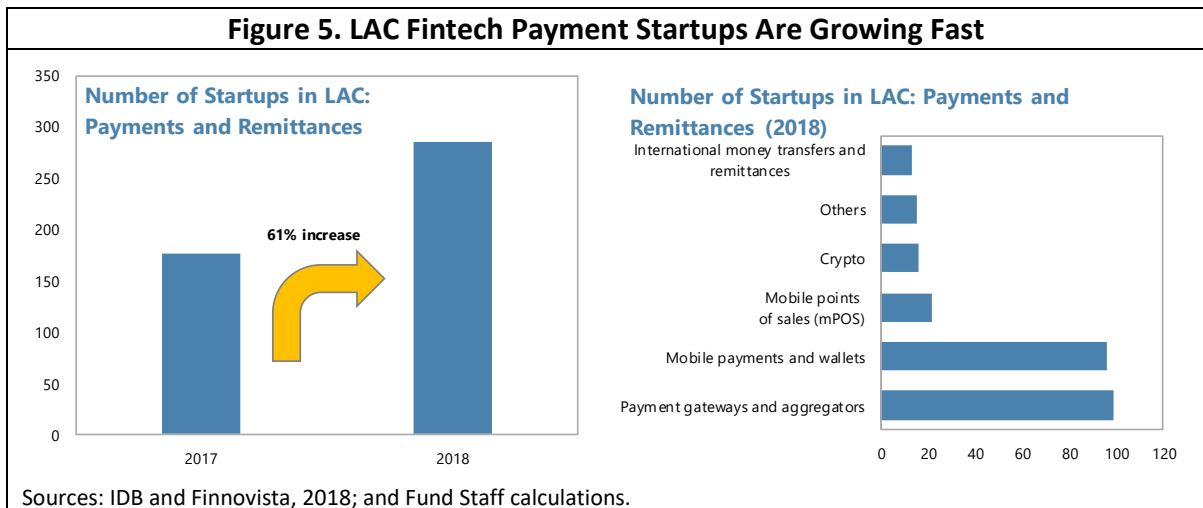 Figure 5. LAC Fintech Payment Startups Are Growing Fast
Number of Startups in LAC:
Payments and Remittances
350
300
250
200
150
100
50
0
61% increase
2017
2018
Number of Startups in LAC: Payments and
Remittances (2018)
International money transfers and
remittances
Others
Crypto
Mobile points
of sales (mPOS)
Mobile payments and wallets
Payment gateways and aggregators
0 20 40 60 80 100 120
Sources: IDB and Finnovista, 2018; and Fund Staff calculations.